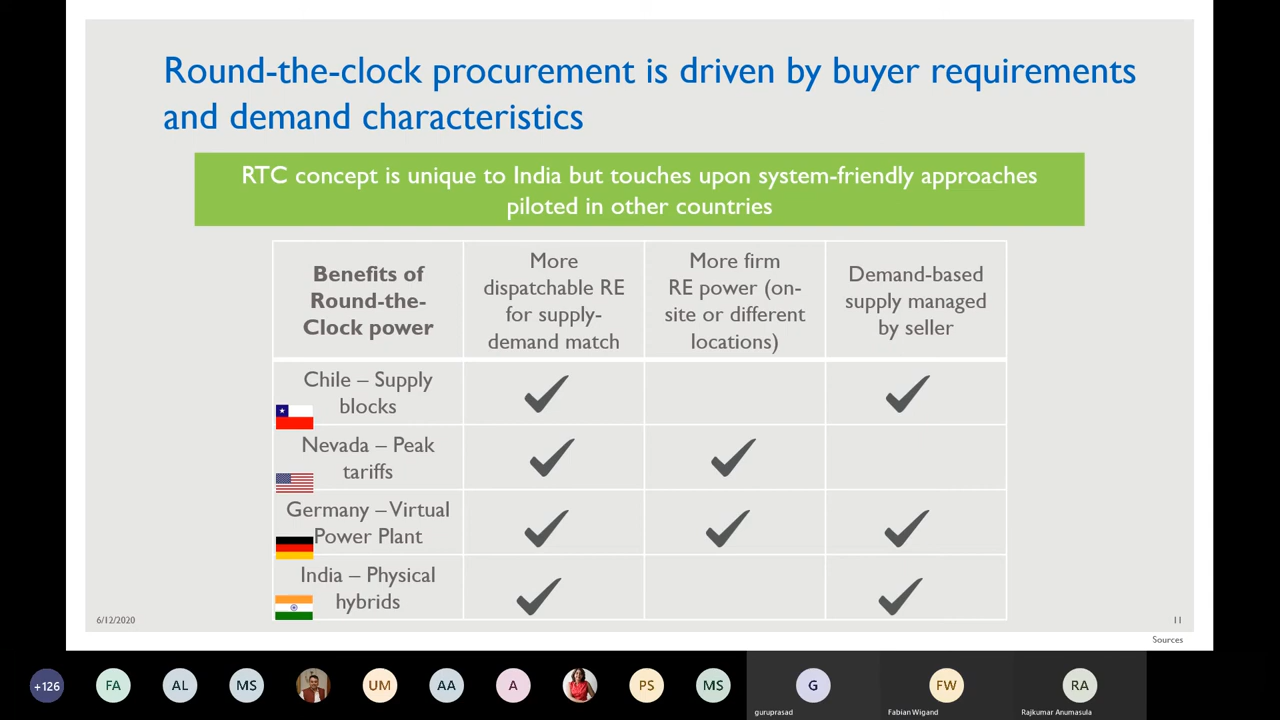 Round-the-clock procurement is driven by buyer requirements
and demand characteristics
RTC concept is unique to India but touches upon system-friendly approaches
piloted in other countries
Benefits of
Round-the-
Clock power
More
dispatchable RE
for supply-
demand match
More firm
RE power (on-
site or different
locations)
Demand-based
supply managed
by seller
Chile – Supply
blocks
Nevada – Peak
tariffs
Germany – Virtual
Power Plant
India – Physical
hybrids
6/12/2020
11
Sources
+126
FA
AL
MS
UM
AA
A
PS
MS
G
guruprasad
FW
Fabian Wigand
RA
Rajkumar Anumasula